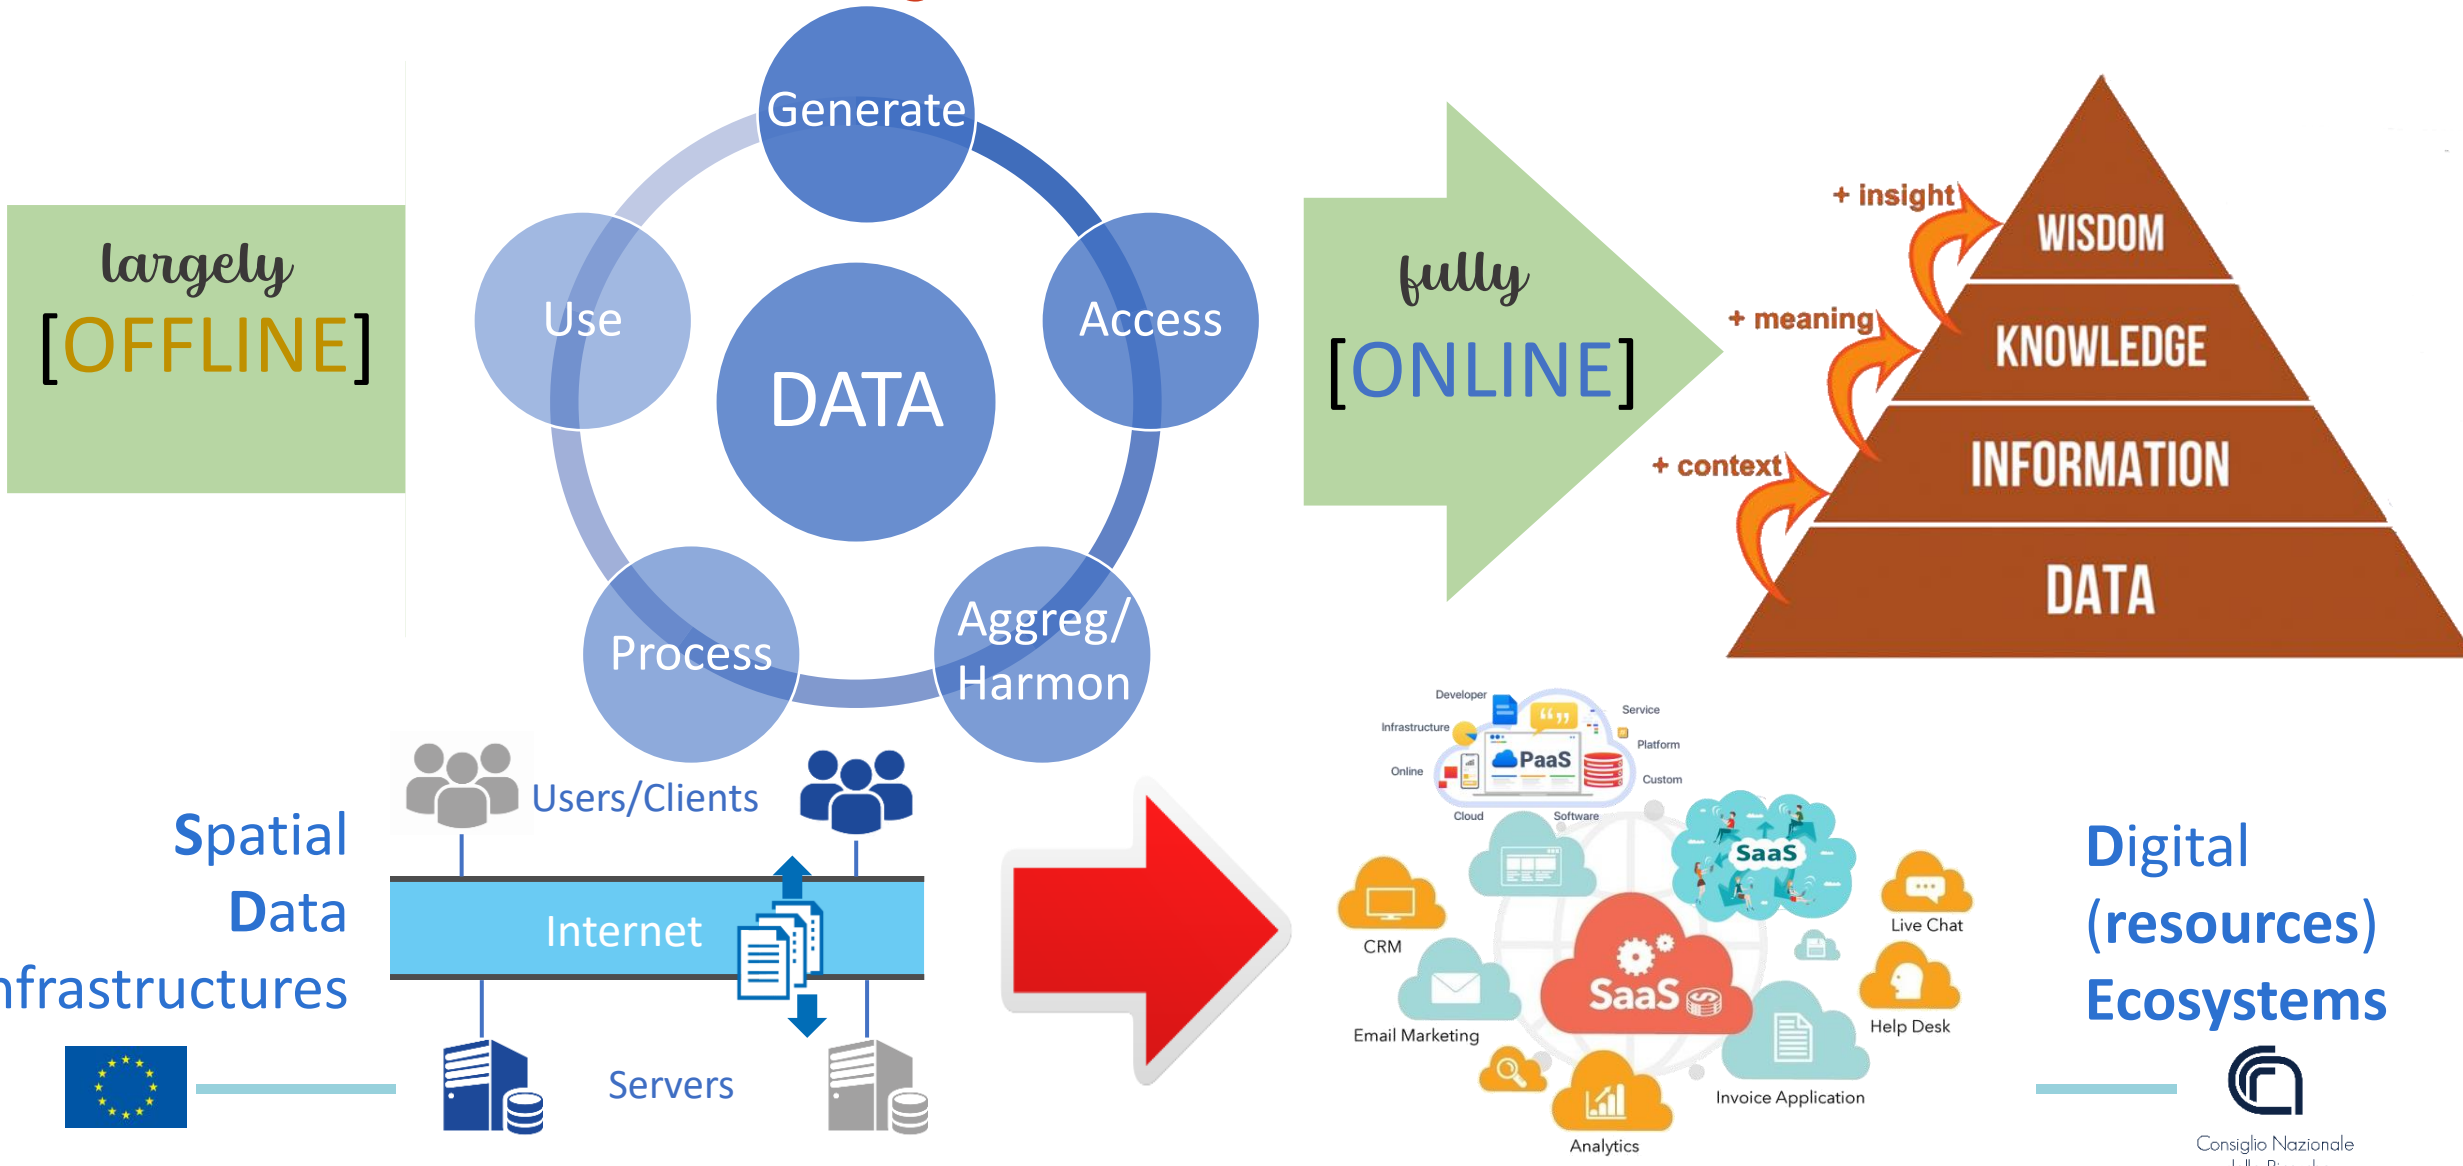 largely
[OFFLINE]
Generate
Access
Aggreg/
Harmon
Process
Use
DATA
fully
[ONLINE]
+ insight
WISDOM
+ meaning
KNOWLEDGE
+ context
INFORMATION
DATA
Spatial
Data
nfrastructures
Users/Clients
Internet
Servers
Developer
Infrastructure
Online
Cloud
Software
Service
Platform
Custom
PaaS
SaaS
CRM
Live Chat
SaaS
Email Marketing
Help Desk
Invoice Application
Analytics
Digital
(resources)
Ecosystems
Consiglio Nazionale